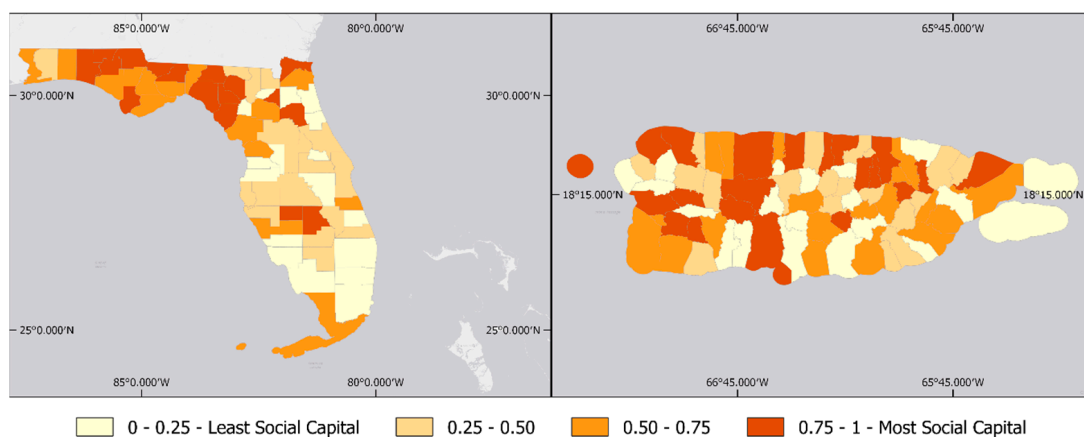 85°0.000′W 80°0.000′W 66°45.000′W 65°45.000′W
30°0.000′N 30°0.000′N
18°15.000′N 18°15.000′N
25°0.000′N 25°0.000′N
85°0.000′W 80°0.000′W 66°45.000′W 65°45.000′W
0 - 0.25 - Least Social Capital 0.25 - 0.50 0.50 - 0.75 0.75 - 1 - Most Social Capital